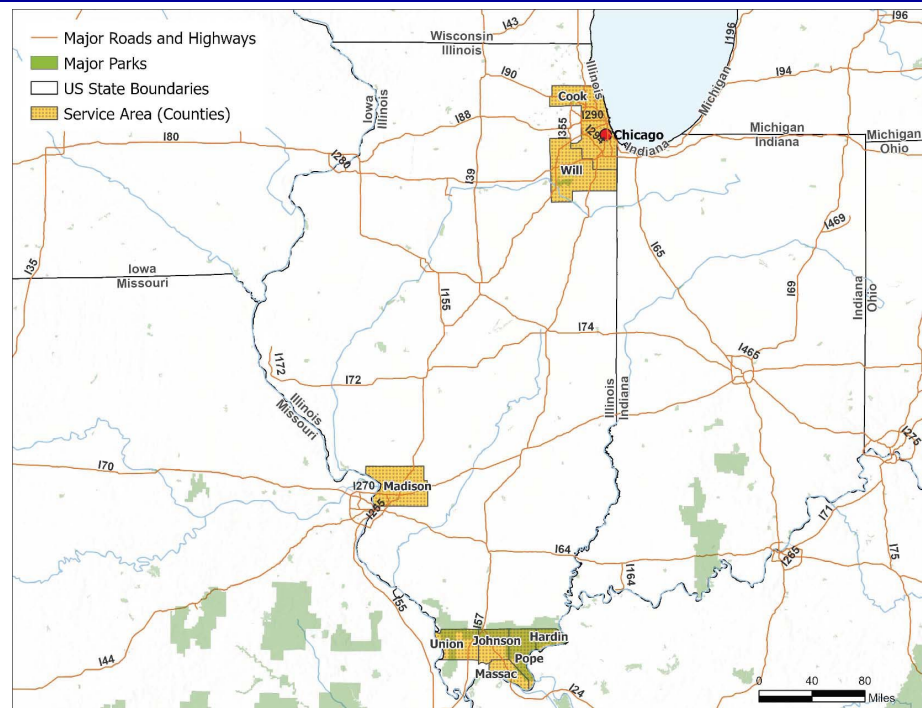 Major Roads and Highways
Major Parks
US State Boundaries
Service Area (Counties)
I43
I96
I196
Wisconsin
Illinois
Illinois
I90
I94
Michigan
Iowa
Illinois
Cook
I88
I290
I355
I294
Chicago
Indiana
Michigan
Indiana
Michigan
Ohio
I80
I280
I39
Will
I469
I65
I35
Iowa
Missouri
I155
I69
Indiana
Ohio
I74
I465
I172
I72
Illinois
Missouri
Illinois
Indiana
I275
I70
I270
Madison
I255
I71
I64
I265
I75
I164
I55
I57
Union
Johnson
Hardin
Pope
Massac
I44
I24
0 40 80
Miles